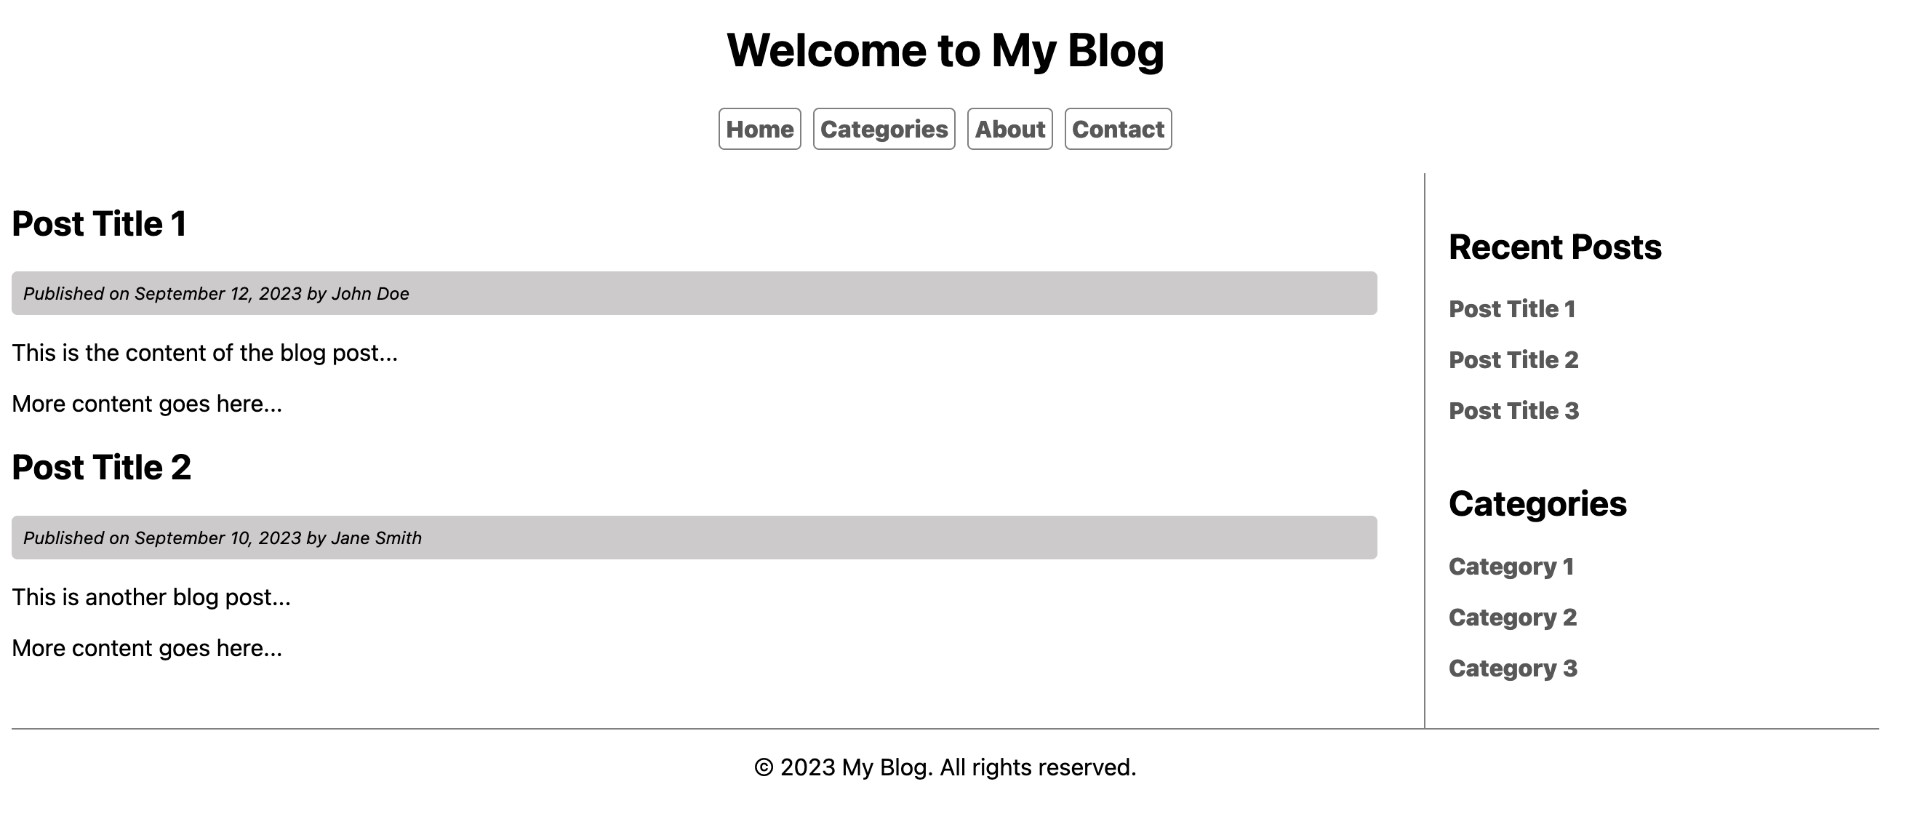 Welcome to My Blog
Home Categories About Contact
Post Title 1
Published on September 12, 2023 by John Doe
This is the content of the blog post...
More content goes here...
Post Title 2
Published on September 10, 2023 by Jane Smith
This is another blog post...
More content goes here...
Recent Posts
Post Title 1
Post Title 2
Post Title 3
Categories
Category 1
Category 2
Category 3
© 2023 My Blog. All rights reserved.